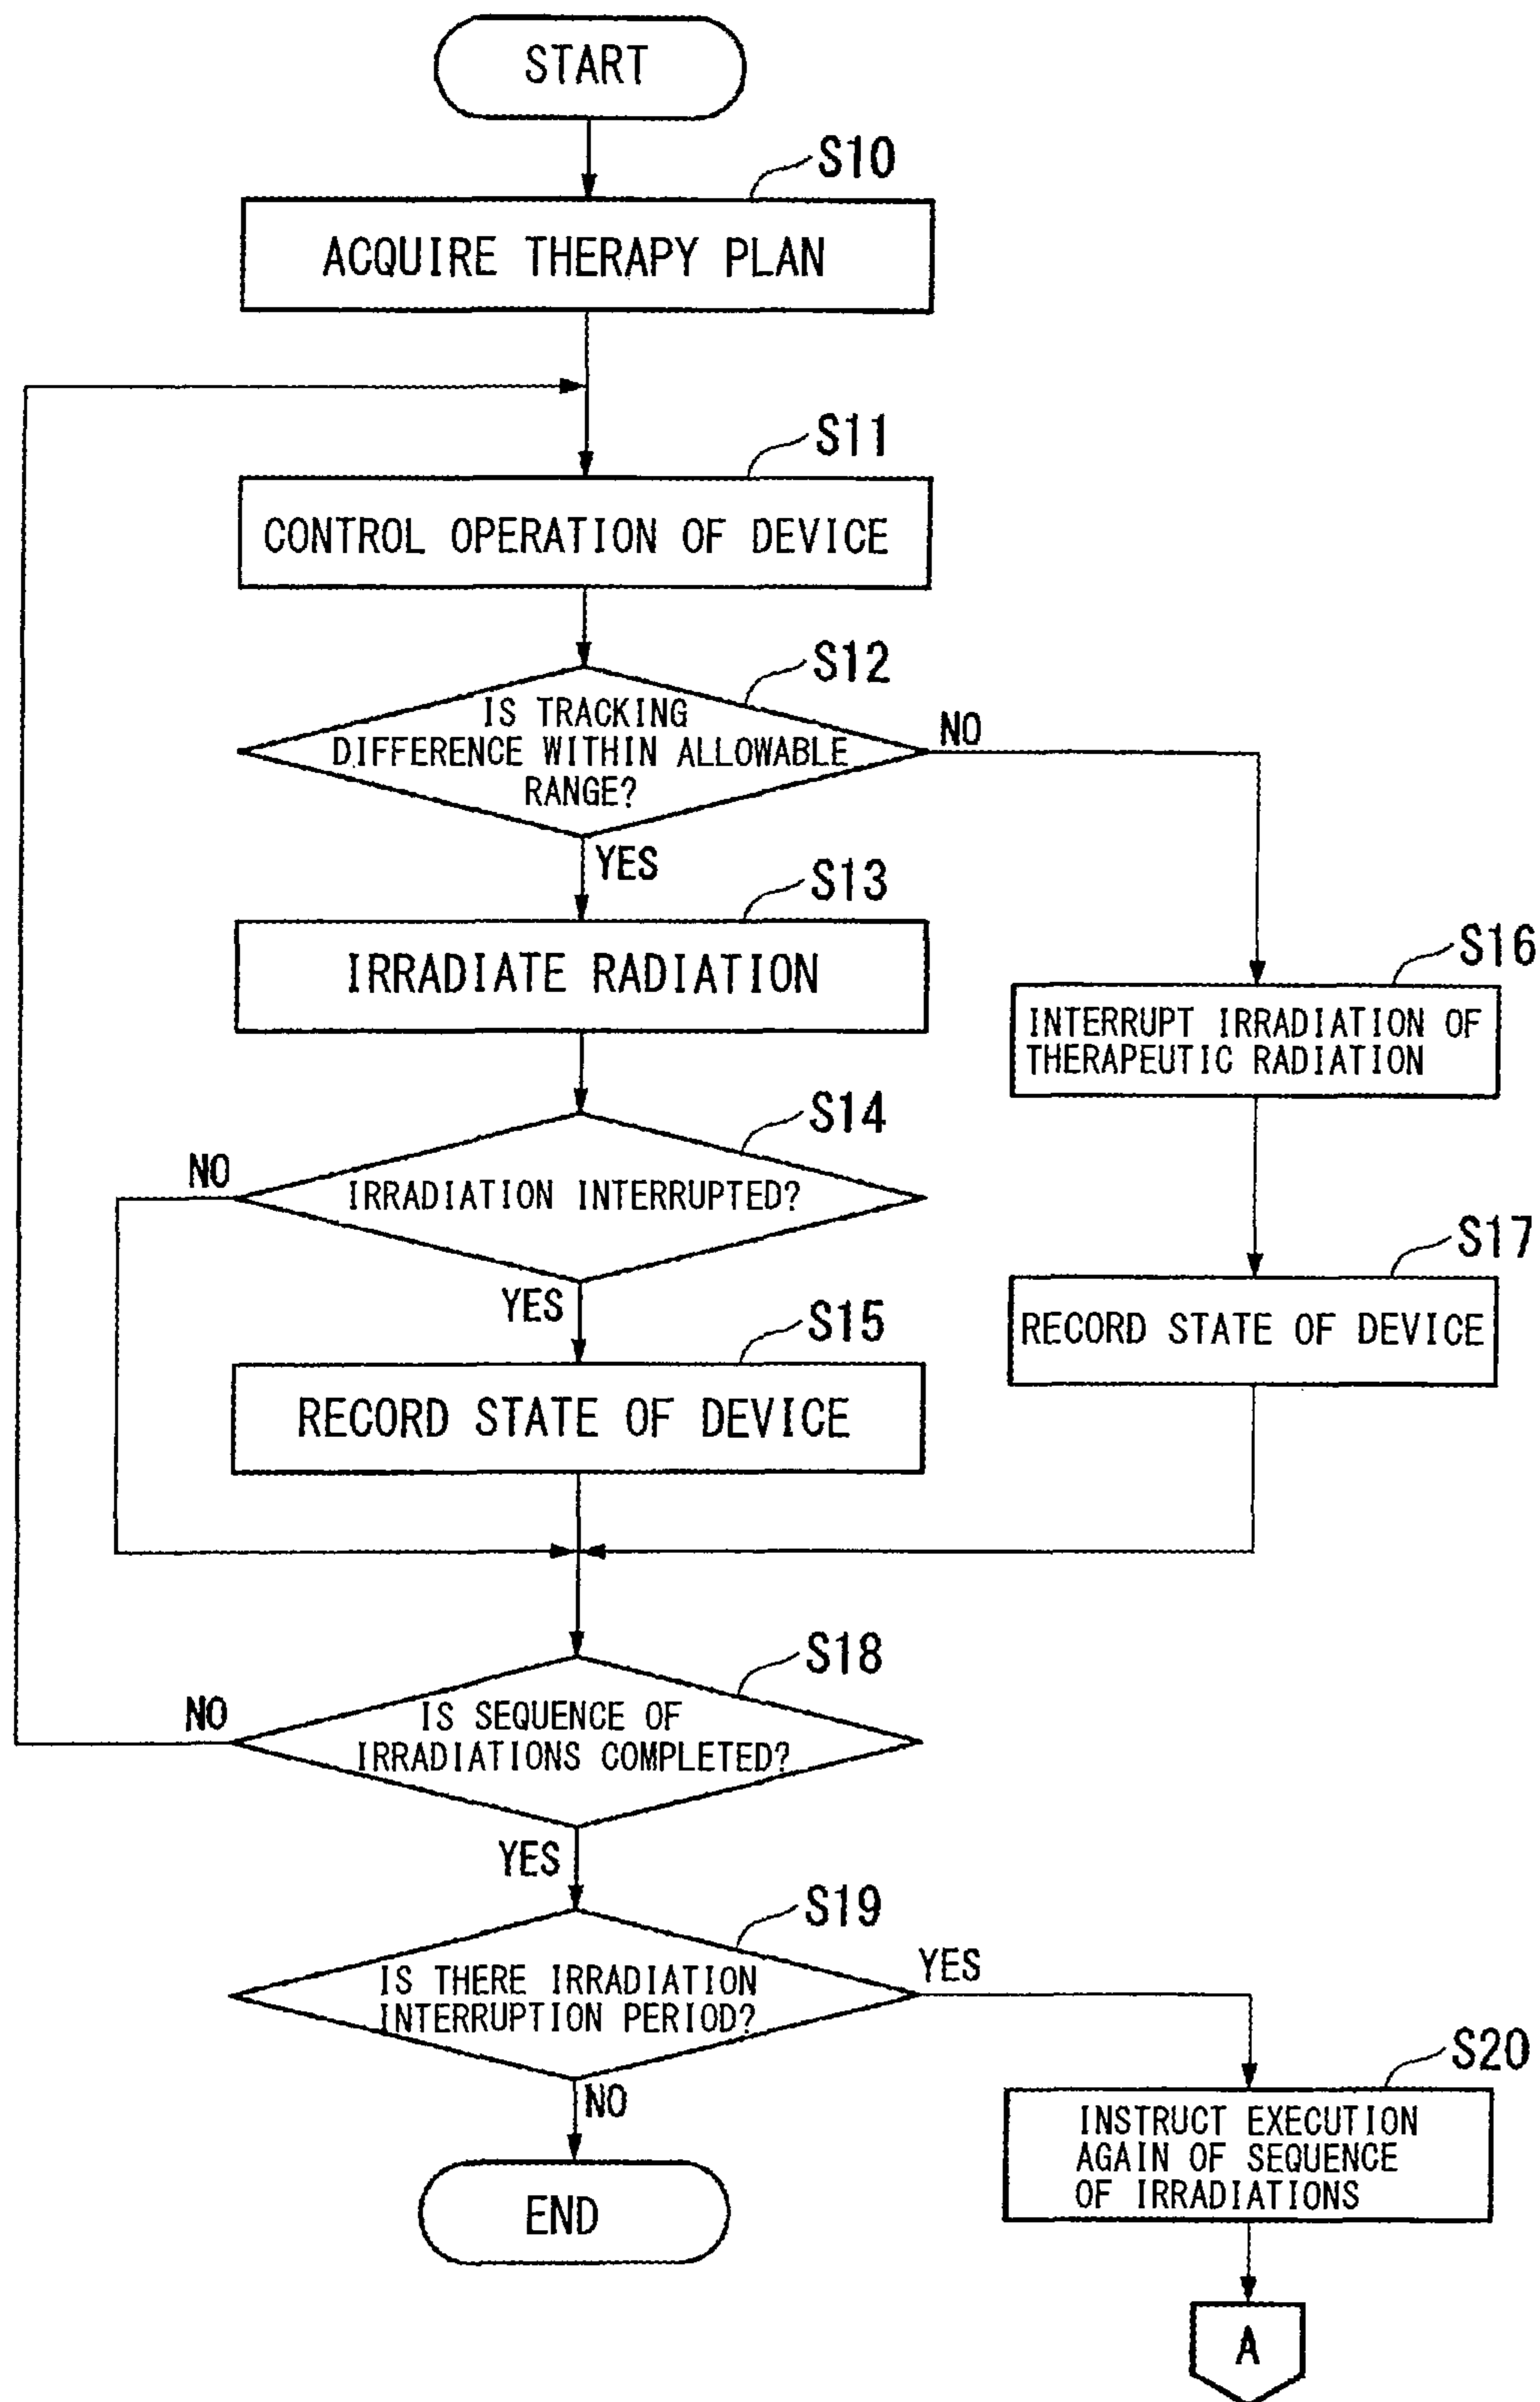 START
S10
ACQUIRE THERAPY PLAN
S11
CONTROL OPERATION OF DEVICE
S12
IS TRACKING
DIFFERENCE WITHIN ALLOWABLE
RANGE?
NO
YES
S13
IRRADIATE RADIATION
S16
INTERRUPT IRRADIATION OF
THERAPEUTIC RADIATION
S14
NO
IRRADIATION INTERRUPTED?
YES
S17
RECORD STATE OF DEVICE
S15
RECORD STATE OF DEVICE
S18
NO
IS SEQUENCE OF
IRRADIATIONS COMPLETED?
YES
S19
IS THERE IRRADIATION
INTERRUPTION PERIOD?
YES
NO
S20
INSTRUCT EXECUTION
AGAIN OF SEQUENCE
OF IRRADIATIONS
END
A